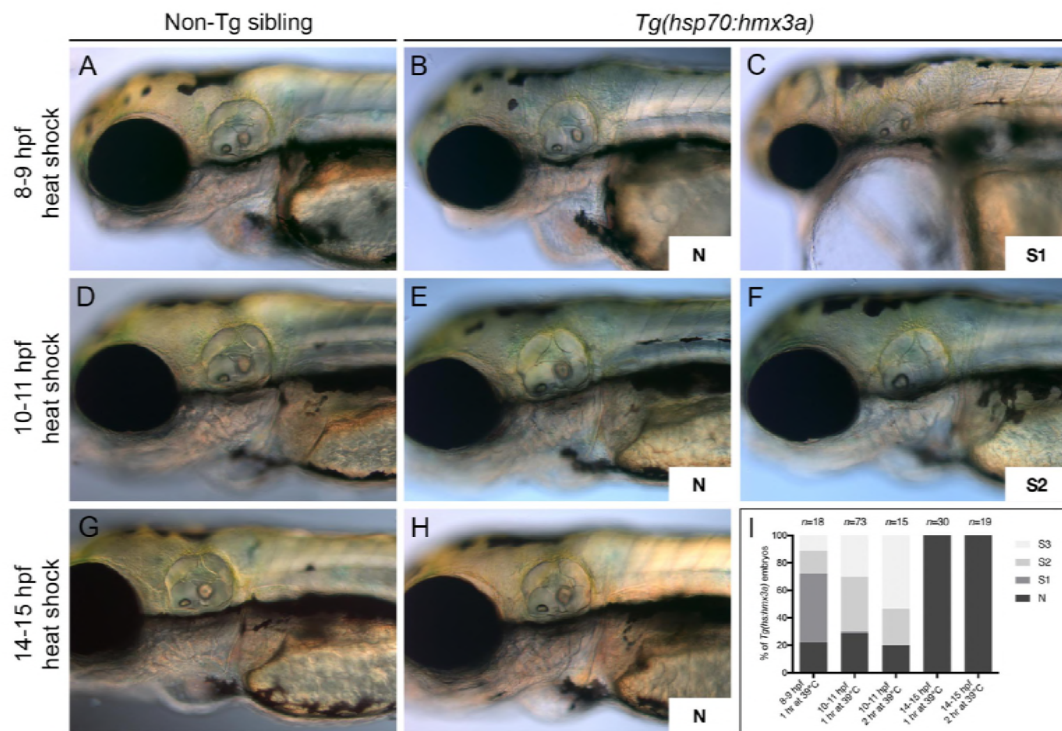 Non-Tg sibling
Tg(hsp70:hmx3a)
8-9 hpf
heat shock
A
B
N
C
S1
10-11 hpf
heat shock
D
E
N
F
S2
14-15 hpf
heat shock
G
H
N
I
n=18
n=73
n=15
n=30
n=19
% of Tg(hs:hmx3a) embryos
100
80
60
40
20
0
S3
S2
S1
N
8-9 hpf
1 hr at 39°C
10-11 hpf
1 hr at 39°C
10-11 hpf
2 hr at 39°C
14-15 hpf
1 hr at 39°C
14-15 hpf
2 hr at 39°C